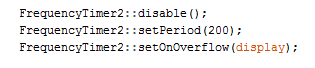 FrequencyTimer2::disable();
FrequencyTimer2::setPeriod(200);
FrequencyTimer2::setOnOverflow(display);